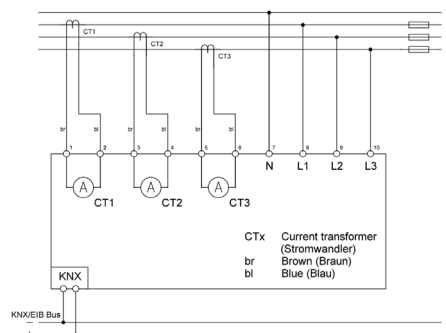 CT1
CT2
CT3
br bl br bl br bl
1 2 3 4 5 6 7 8 9 10
N L1 L2 L3
A A A
CT1 CT2 CT3
CTx Current transformer
(Stromwandler)
br Brown (Braun)
bl Blue (Blau)
KNX
KNX/EIB Bus